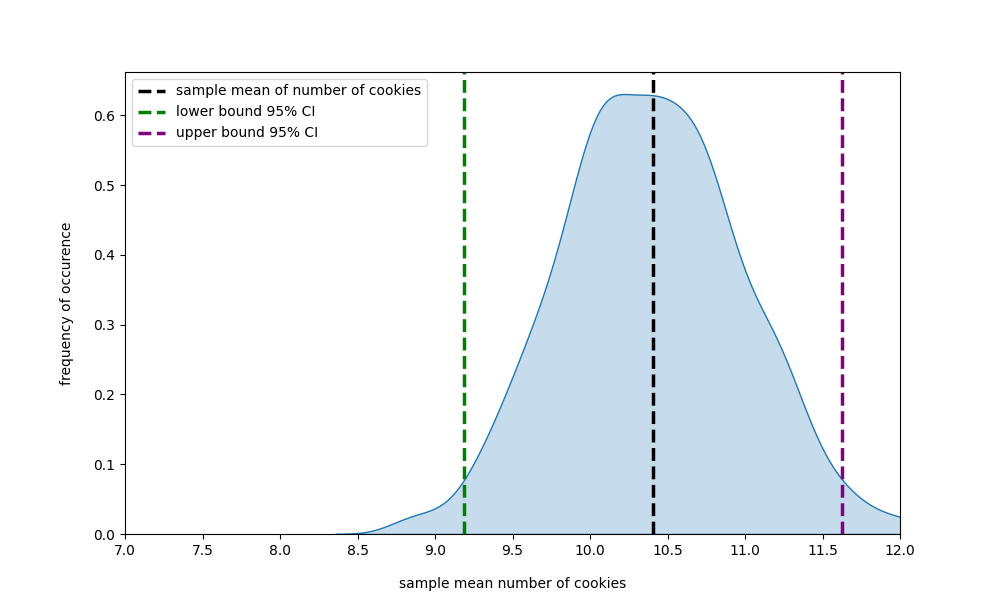 sample mean of number of cookies
lower bound 95% CI
upper bound 95% CI
0.6
0.5
0.4
0.3
0.2
0.1
0.0
frequency of occurence
7.0 7.5 8.0 8.5 9.0 9.5 10.0 10.5 11.0 11.5 12.0
sample mean number of cookies